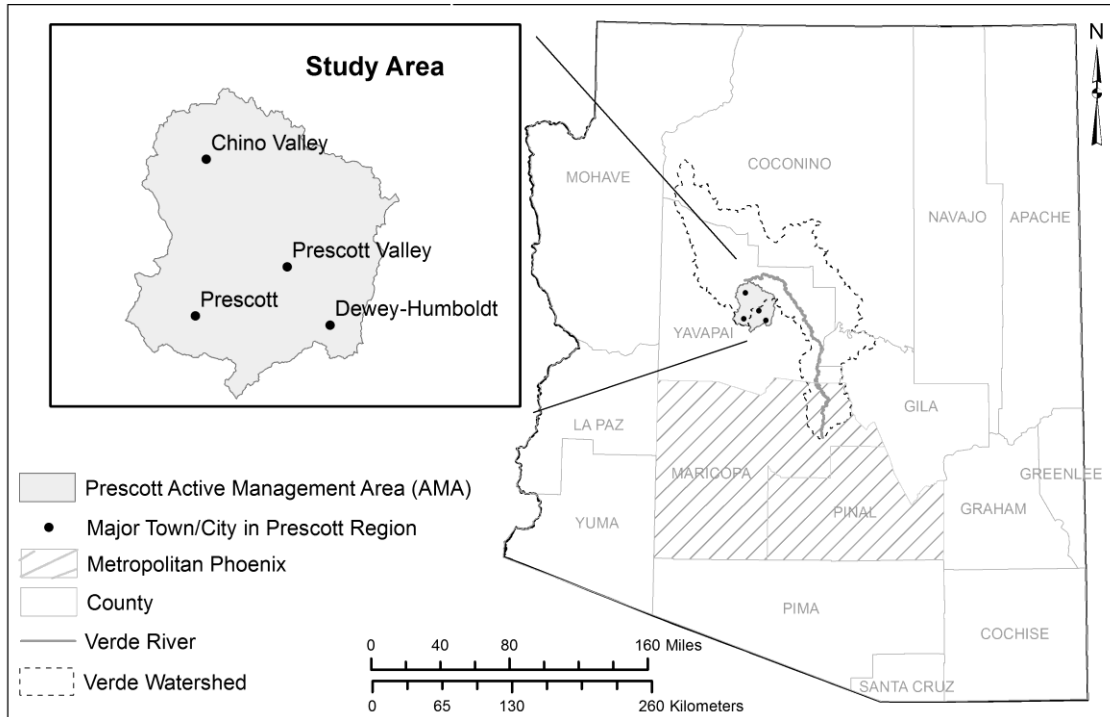 Study Area
Chino Valley
Prescott Valley
Prescott
Dewey-Humboldt
N
MOHAVE
COCONINO
NAVAJO
APACHE
YAVAPAI
GILA
LA PAZ
MARICOPA
GREENLEE
YUMA
PINAL
GRAHAM
PIMA
COCHISE
SANTA CRUZ
Prescott Active Management Area (AMA)
Major Town/City in Prescott Region
Metropolitan Phoenix
County
Verde River
Verde Watershed
0 40 80 160 Miles
0 65 130 260 Kilometers